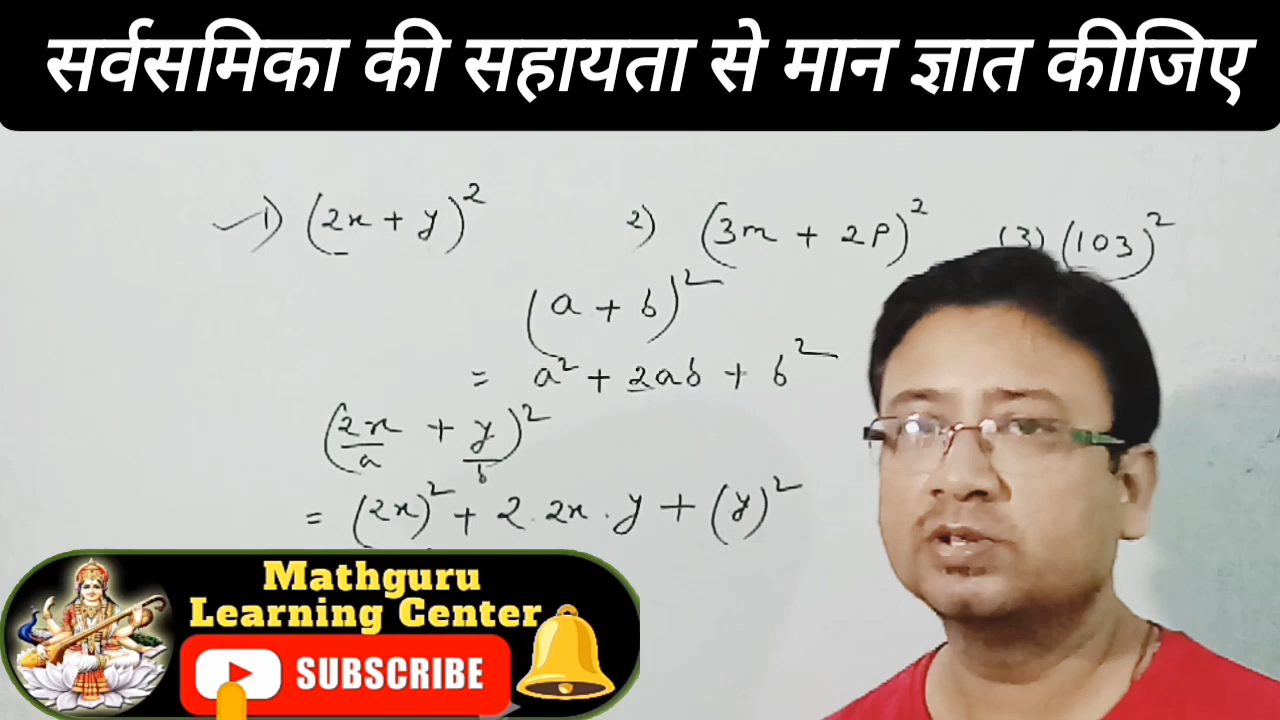 सर्वसमिका की सहायता से मान ज्ञात कीजिए
✓1) (2x + y)² 2) (3m + 2p)² (3) (103)²
(a + b)²
= a² + 2ab + b²
(2x + y)²
a b
= (2x)² + 2. 2x . y + (y)²
Mathguru
Learning Center
SUBSCRIBE